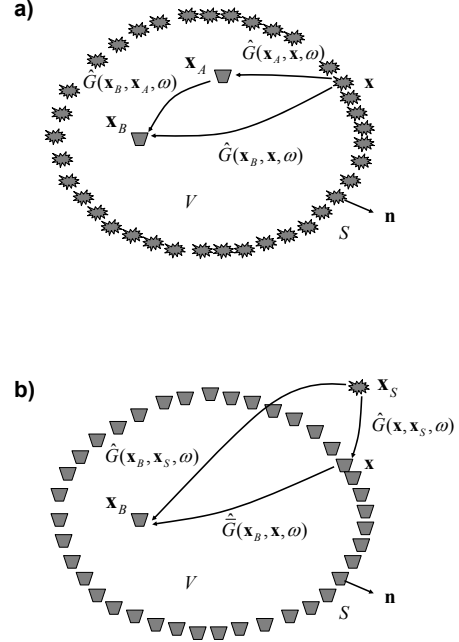 a)
Ĝ(x_A, x, ω)
x_A
x
Ĝ(x_B, x_A, ω)
x_B
Ĝ(x_B, x, ω)
V
n
S
b)
x_S
Ĝ(x, x_S, ω)
Ĝ(x_B, x_S, ω)
x
x_B
Ḡ̂(x_B, x, ω)
V
n
S